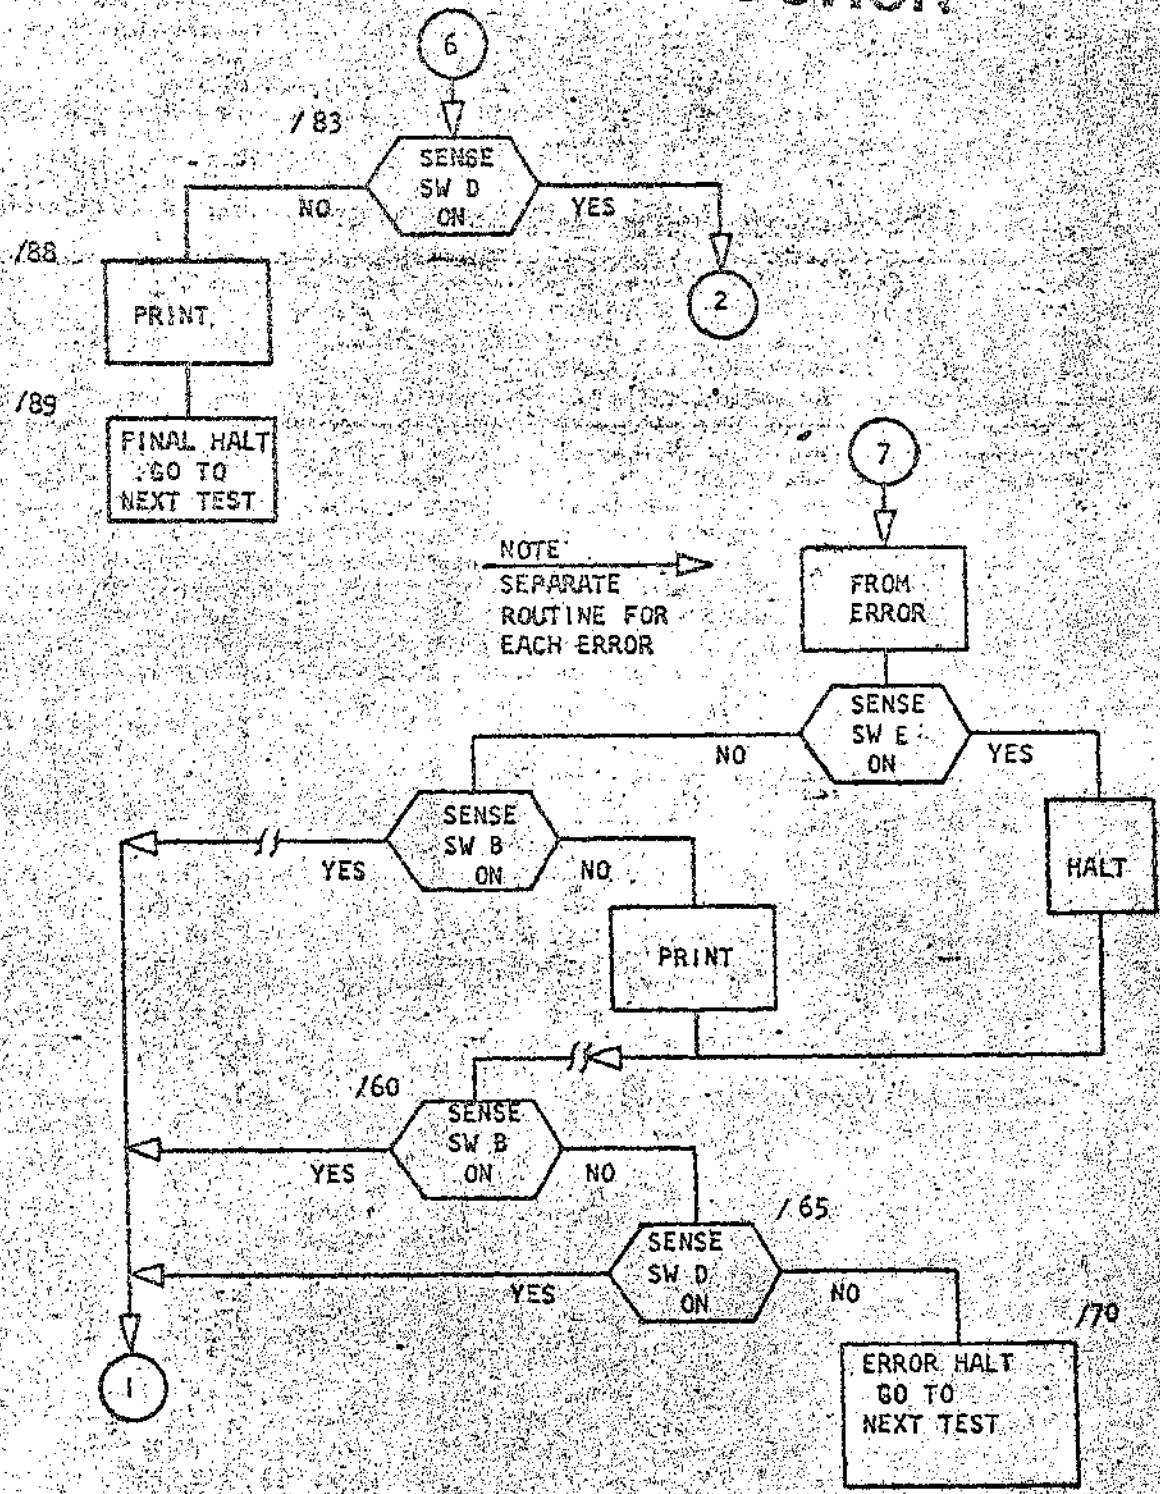 6
/83
SENSE
SW D
ON
NO
YES
/88
PRINT
2
/89
FINAL HALT
GO TO
NEXT TEST
7
NOTE
SEPARATE
ROUTINE FOR
EACH ERROR
FROM
ERROR
SENSE
SW E
ON
NO
YES
SENSE
SW B
ON
YES
NO
HALT
PRINT
/60
SENSE
SW B
ON
YES
NO
/65
SENSE
SW D
ON
YES
NO
/70
ERROR HALT
GO TO
NEXT TEST
1